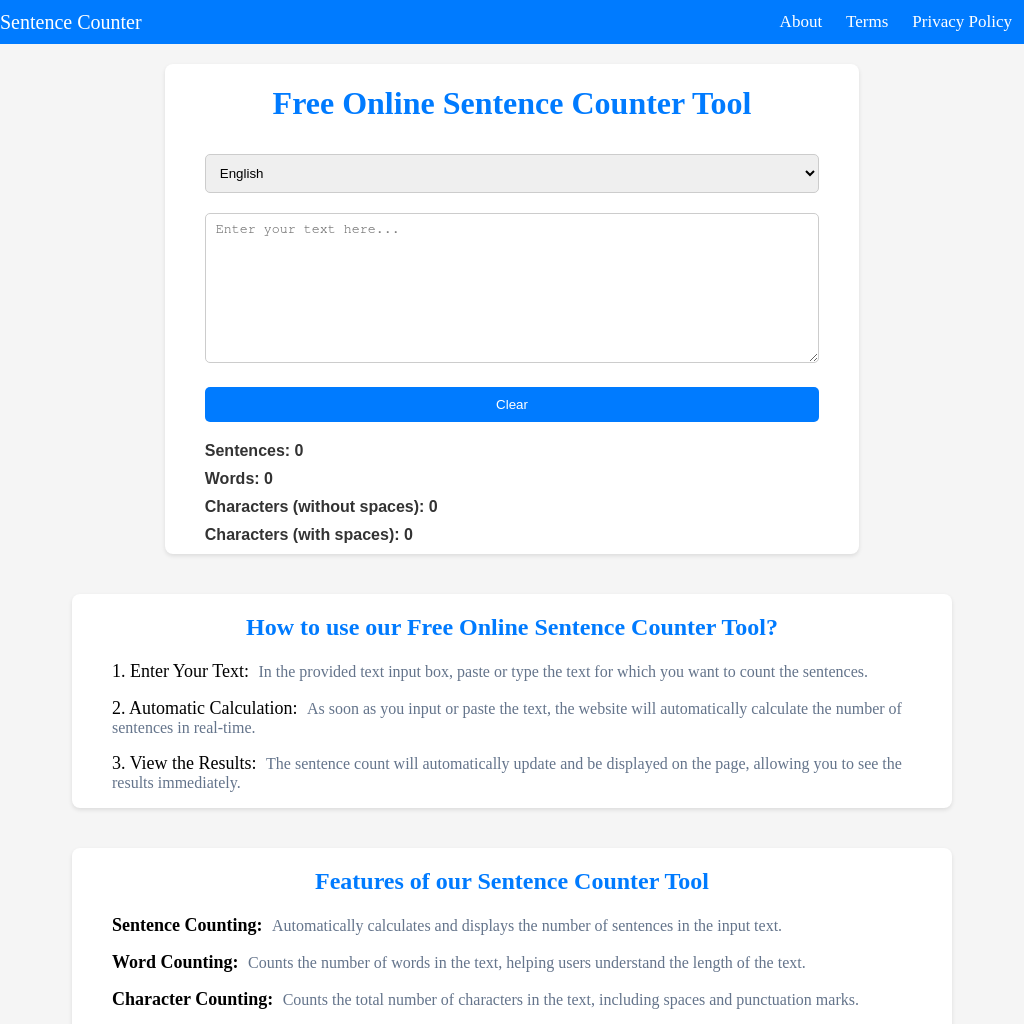 Sentence Counter
About Terms Privacy Policy
Free Online Sentence Counter Tool
English
Enter your text here...
Clear
Sentences: 0
Words: 0
Characters (without spaces): 0
Characters (with spaces): 0
How to use our Free Online Sentence Counter Tool?
1. Enter Your Text: In the provided text input box, paste or type the text for which you want to count the sentences.
2. Automatic Calculation: As soon as you input or paste the text, the website will automatically calculate the number of
sentences in real-time.
3. View the Results: The sentence count will automatically update and be displayed on the page, allowing you to see the
results immediately.
Features of our Sentence Counter Tool
Sentence Counting: Automatically calculates and displays the number of sentences in the input text.
Word Counting: Counts the number of words in the text, helping users understand the length of the text.
Character Counting: Counts the total number of characters in the text, including spaces and punctuation marks.